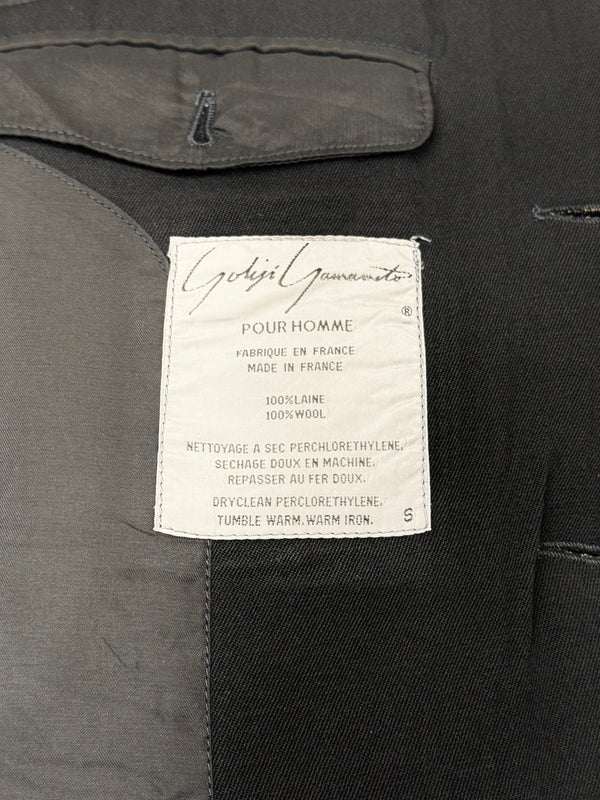 Yohji Yamamoto
®
POUR HOMME
FABRIQUE EN FRANCE
MADE IN FRANCE
100%LAINE
100%WOOL
NETTOYAGE A SEC PERCHLORETHYLENE.
SECHAGE DOUX EN MACHINE.
REPASSER AU FER DOUX.
DRYCLEAN PERCLORETHYLENE.
TUMBLE WARM. WARM IRON. S